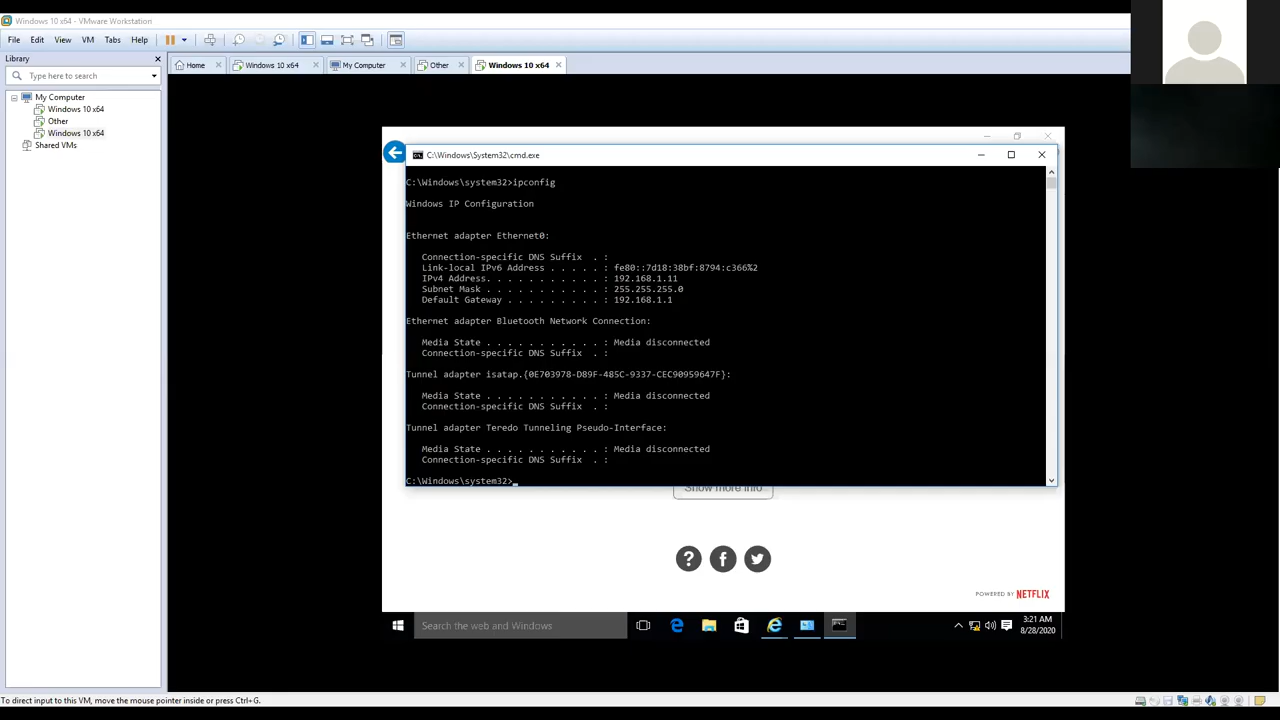 Windows 10 x64 - VMware Workstation
File Edit View VM Tabs Help
Library
Type here to search
My Computer
Windows 10 x64
Other
Windows 10 x64
Shared VMs
Home Windows 10 x64 My Computer Other Windows 10 x64
C:\Windows\System32\cmd.exe
C:\Windows\system32>ipconfig
Windows IP Configuration
Ethernet adapter Ethernet0:
Connection-specific DNS Suffix . :
Link-local IPv6 Address . . . . . : fe80::7d18:38bf:8794:c366%2
IPv4 Address. . . . . . . . . . . : 192.168.1.11
Subnet Mask . . . . . . . . . . . : 255.255.255.0
Default Gateway . . . . . . . . . : 192.168.1.1
Ethernet adapter Bluetooth Network Connection:
Media State . . . . . . . . . . . : Media disconnected
Connection-specific DNS Suffix . :
Tunnel adapter isatap.{0E703978-D89F-485C-9337-CEC90959647F}:
Media State . . . . . . . . . . . : Media disconnected
Connection-specific DNS Suffix . :
Tunnel adapter Teredo Tunneling Pseudo-Interface:
Media State . . . . . . . . . . . : Media disconnected
Connection-specific DNS Suffix . :
C:\Windows\system32>
Show more info
POWERED BY NETFLIX
Search the web and Windows
3:21 AM
8/28/2020
To direct input to this VM, move the mouse pointer inside or press Ctrl+G.